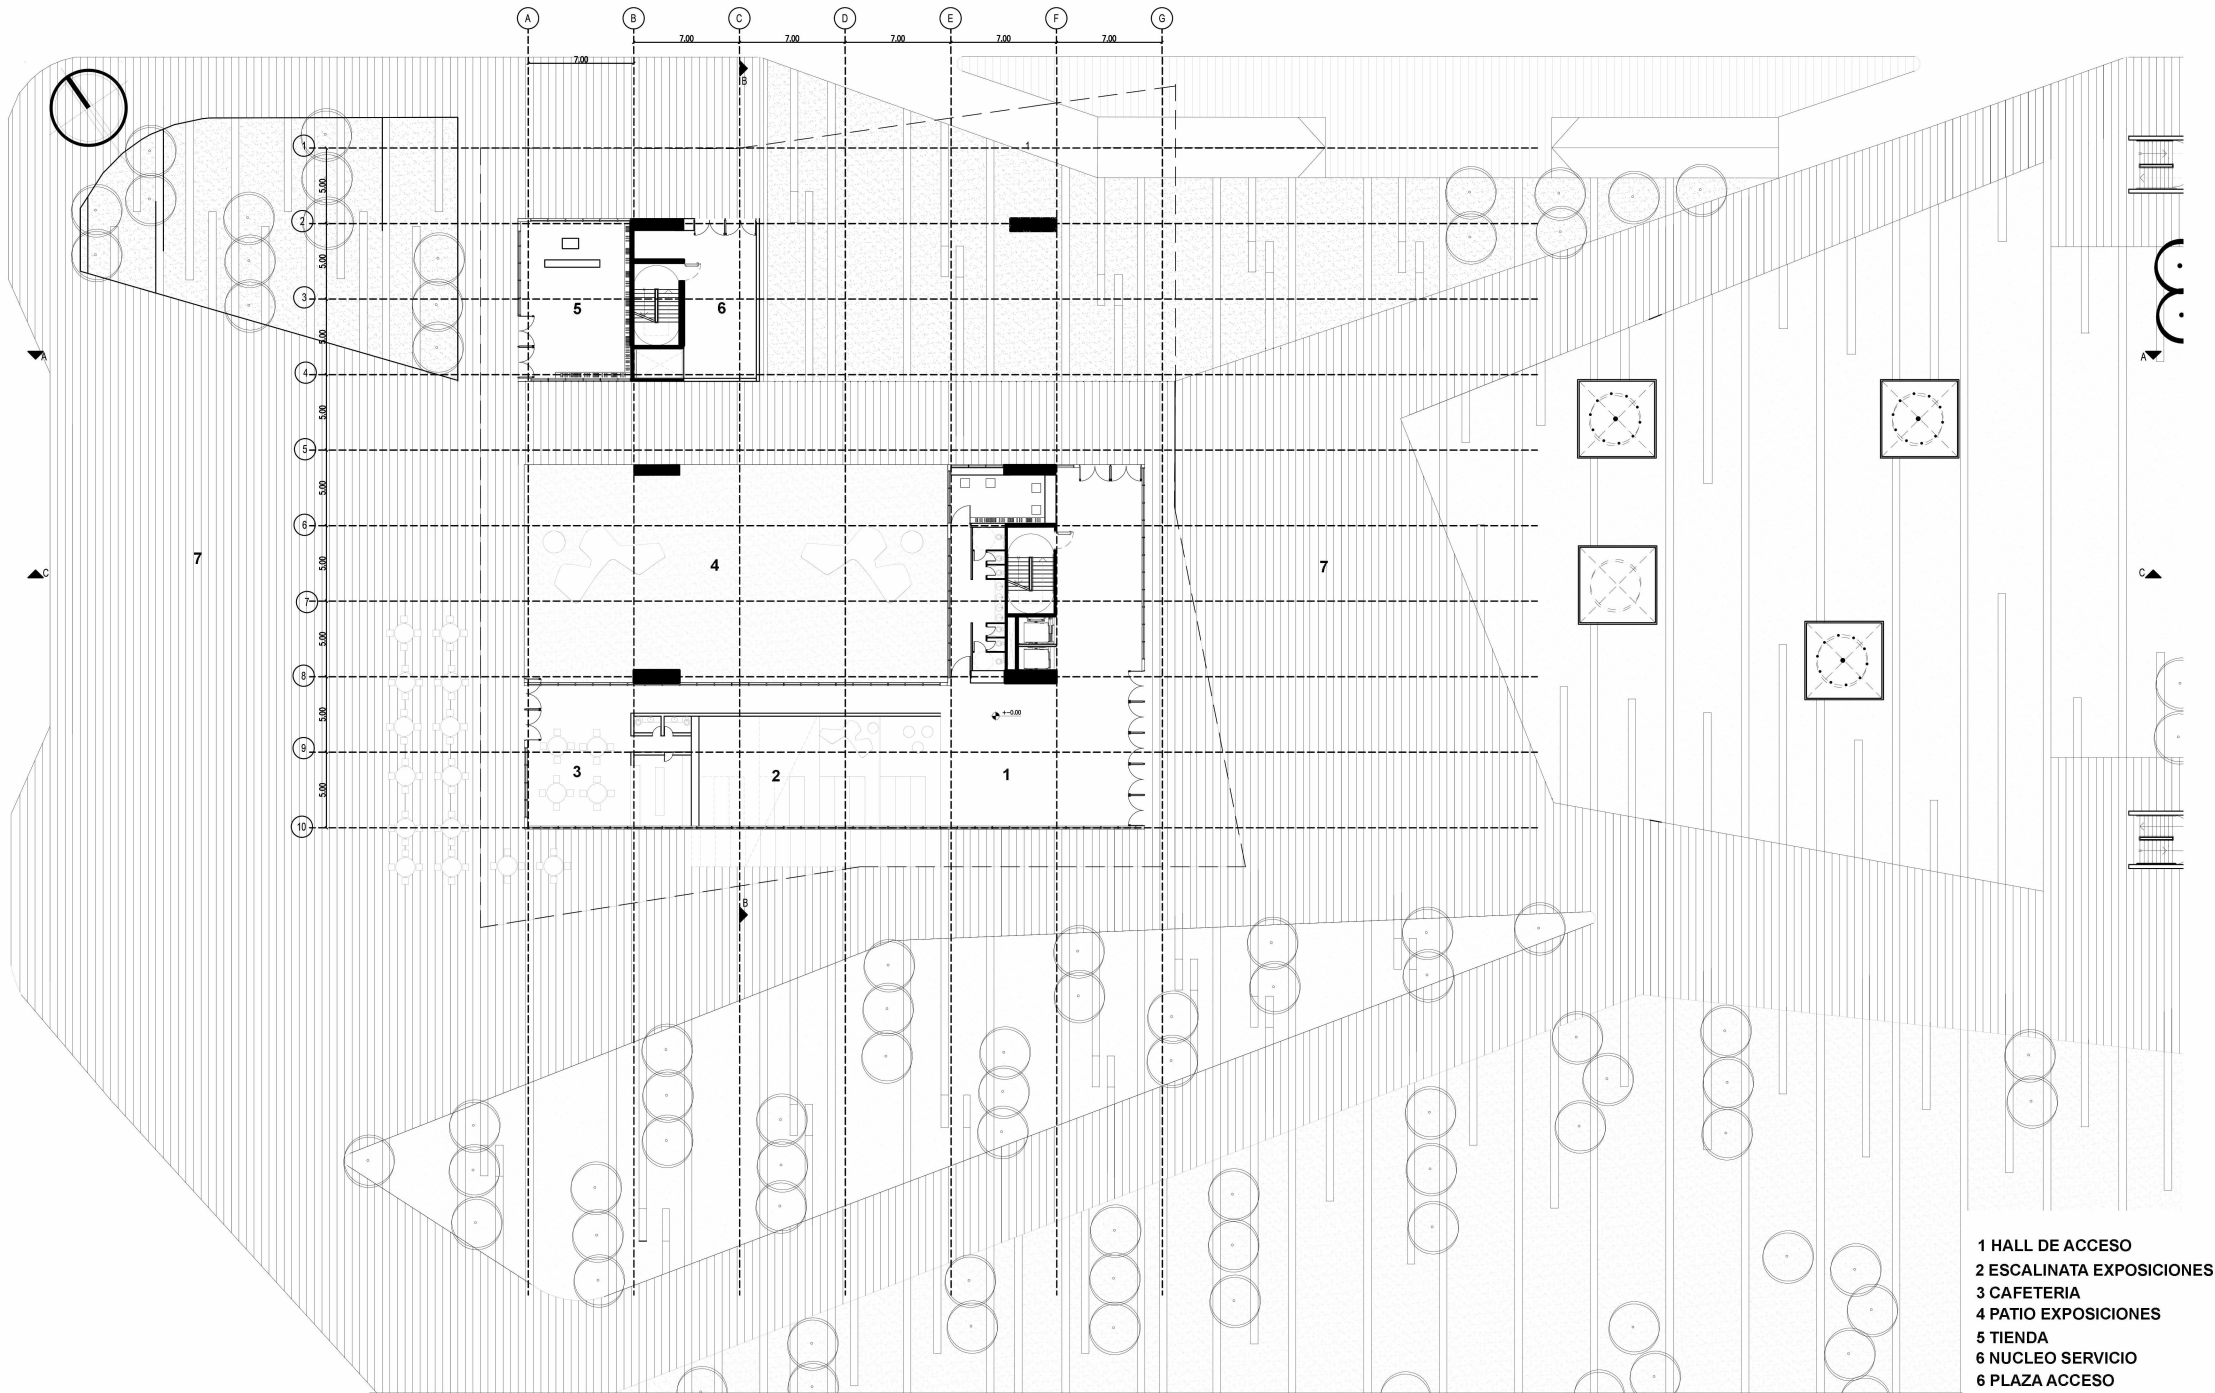 A B C D E F G
7.00 7.00 7.00 7.00 7.00
7.00
B
1 1
5.00
2
5.00
3
5 6
5.00
A A
4
5.00
5
5.00
6
7 4 7
5.00
C C
7
5.00
8
5.00
+-0.00
9
3 2 1
5.00
10
B
1 HALL DE ACCESO
2 ESCALINATA EXPOSICIONES
3 CAFETERIA
4 PATIO EXPOSICIONES
5 TIENDA
6 NUCLEO SERVICIO
6 PLAZA ACCESO